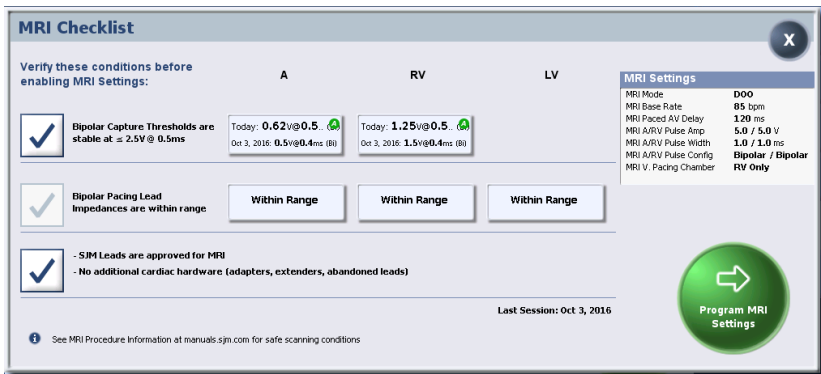 MRI Checklist
X
Verify these conditions before
enabling MRI Settings:
A
RV
LV
Bipolar Capture Thresholds are
stable at ≤ 2.5V @ 0.5ms
Today: 0.62V@0.5..
Oct 3, 2016: 0.5V@0.4ms (Bi)
Today: 1.25V@0.5..
Oct 3, 2016: 1.5V@0.4ms (Bi)
Bipolar Pacing Lead
Impedances are within range
Within Range
Within Range
Within Range
- SJM Leads are approved for MRI
- No additional cardiac hardware (adapters, extenders, abandoned leads)
Last Session: Oct 3, 2016
See MRI Procedure Information at manuals.sjm.com for safe scanning conditions
MRI Settings
MRI Mode DOO
MRI Base Rate 85 bpm
MRI Paced AV Delay 120 ms
MRI A/RV Pulse Amp 5.0 / 5.0 V
MRI A/RV Pulse Width 1.0 / 1.0 ms
MRI A/RV Pulse Config Bipolar / Bipolar
MRI V. Pacing Chamber RV Only
Program MRI
Settings